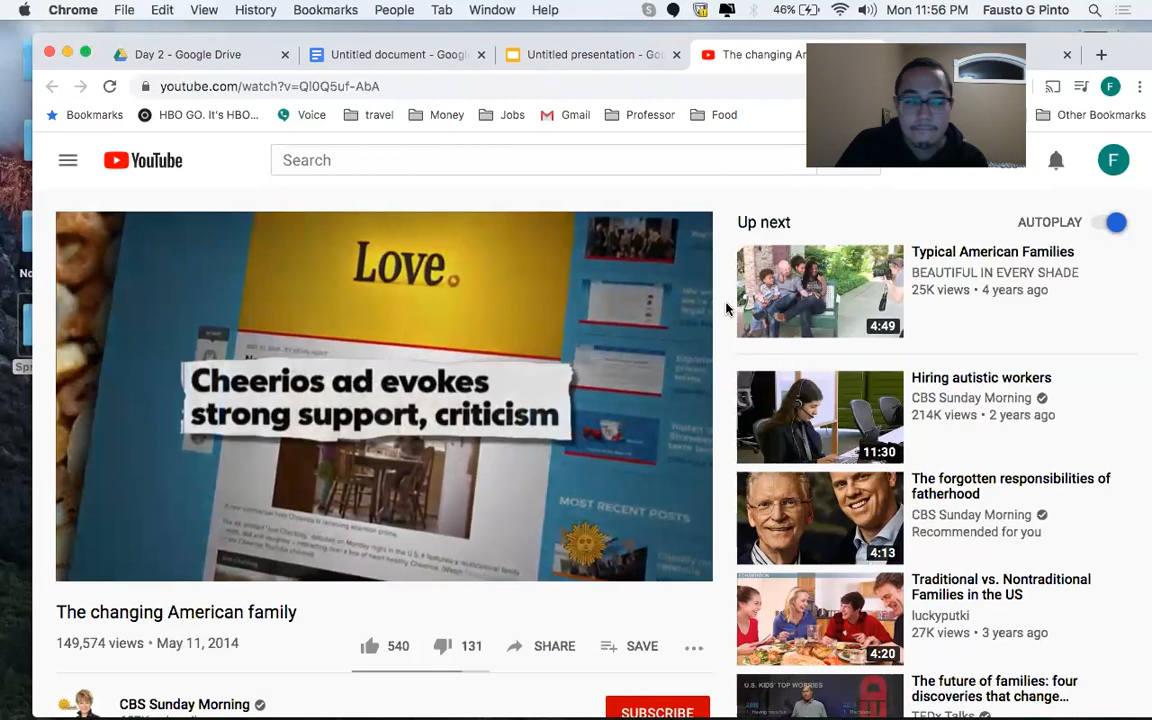 Chrome File Edit View History Bookmarks People Tab Window Help 46% Mon 11:56 PM Fausto G Pinto
Day 2 - Google Drive Untitled document - Google Untitled presentation - Goo The changing Am
youtube.com/watch?v=Ql0Q5uf-AbA
Bookmarks HBO GO. It's HBO... Voice travel Money Jobs Gmail Professor Food Other Bookmarks
YouTube Search F
Love.
Cheerios ad evokes
strong support, criticism
MOST RECENT POSTS
Up next AUTOPLAY
Typical American Families
BEAUTIFUL IN EVERY SHADE
25K views • 4 years ago
4:49
Hiring autistic workers
CBS Sunday Morning
214K views • 2 years ago
11:30
The forgotten responsibilities of
fatherhood
CBS Sunday Morning
Recommended for you
4:13
Traditional vs. Nontraditional
Families in the US
luckyputki
27K views • 3 years ago
4:20
U.S. KIDS' TOP WORRIES
The future of families: four
discoveries that change...
TEDx Talks
The changing American family
149,574 views • May 11, 2014
540 131 SHARE SAVE
CBS Sunday Morning
SUBSCRIBE